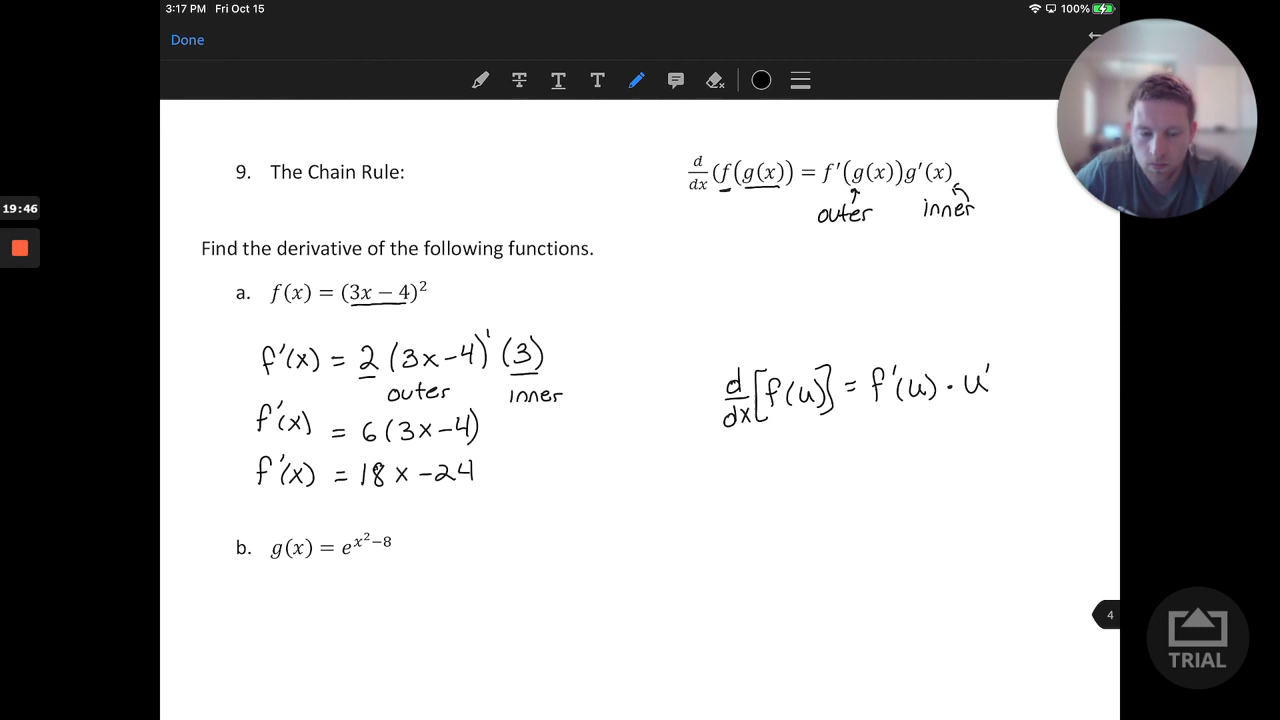 3:17 PM Fri Oct 15
100%
Done
19:46
9. The Chain Rule:
d/dx (f(g(x)) = f′(g(x))g′(x)
outer inner
Find the derivative of the following functions.
a. f(x) = (3x − 4)²
f'(x) = 2(3x-4)¹(3)
outer inner
d/dx[f(u)] = f'(u) · u'
f'(x) = 6(3x-4)
f'(x) = 18x-24
b. g(x) = e^{x²−8}
4
TRIAL